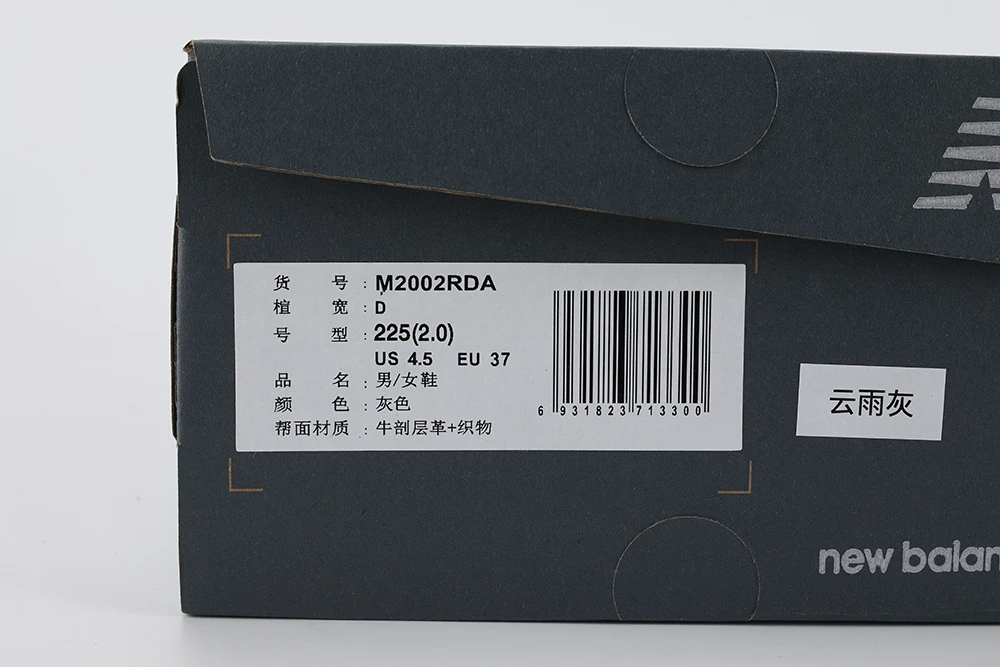 货 号 : M2002RDA
楦 宽 : D
号 型 : 225(2.0)
US 4.5 EU 37
品 名 : 男/女鞋
颜 色 : 灰色
帮面材质 : 牛剖层革+织物
6 931823 713300
云雨灰
new balan